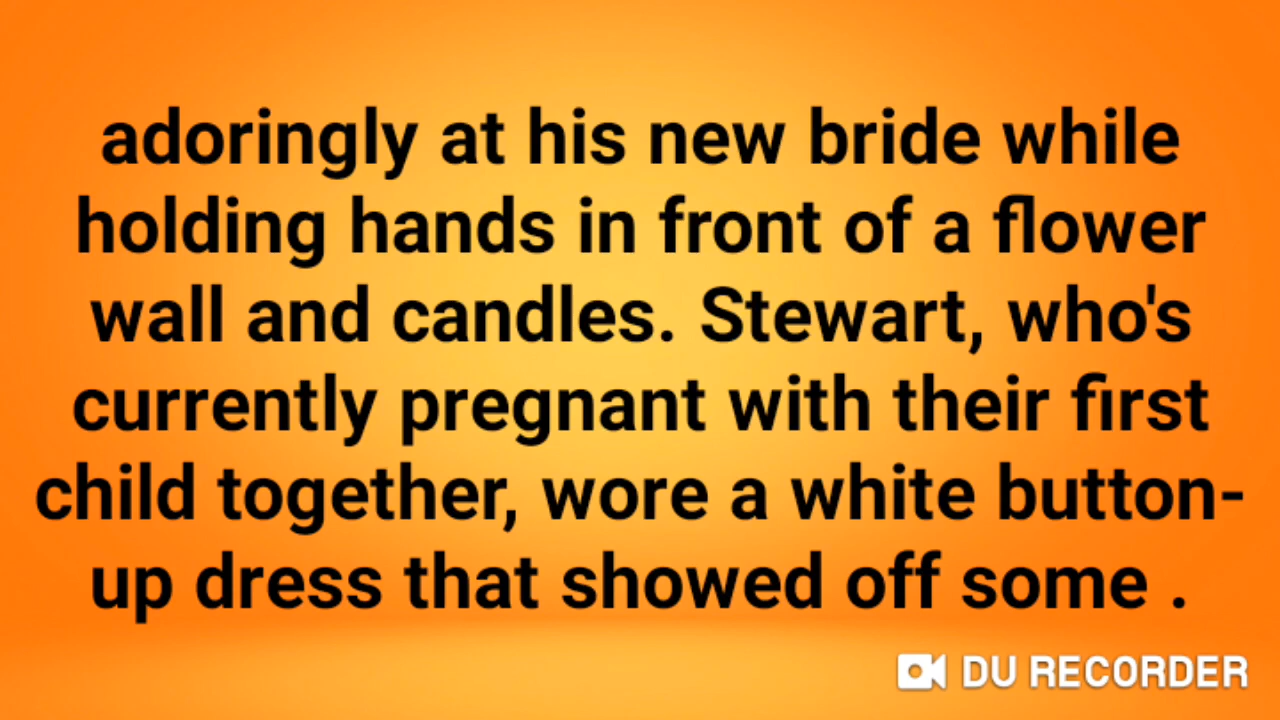 adoringly at his new bride while
holding hands in front of a flower
wall and candles. Stewart, who's
currently pregnant with their first
child together, wore a white button-
up dress that showed off some .
DU RECORDER